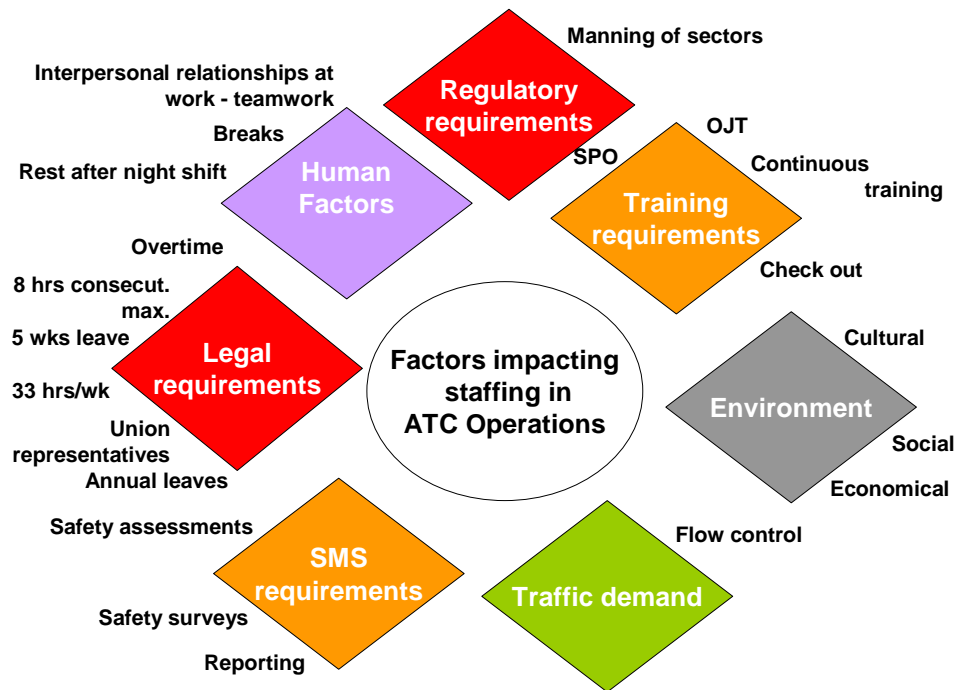 Manning of sectors
Regulatory
requirements
SPO
Interpersonal relationships at
work - teamwork
Breaks
Rest after night shift
Human
Factors
OJT
Continuous
training
Training
requirements
Check out
Overtime
8 hrs consecut.
max.
5 wks leave
33 hrs/wk
Union
representatives
Annual leaves
Legal
requirements
Factors impacting
staffing in
ATC Operations
Cultural
Environment
Social
Economical
Safety assessments
SMS
requirements
Safety surveys
Reporting
Flow control
Traffic demand